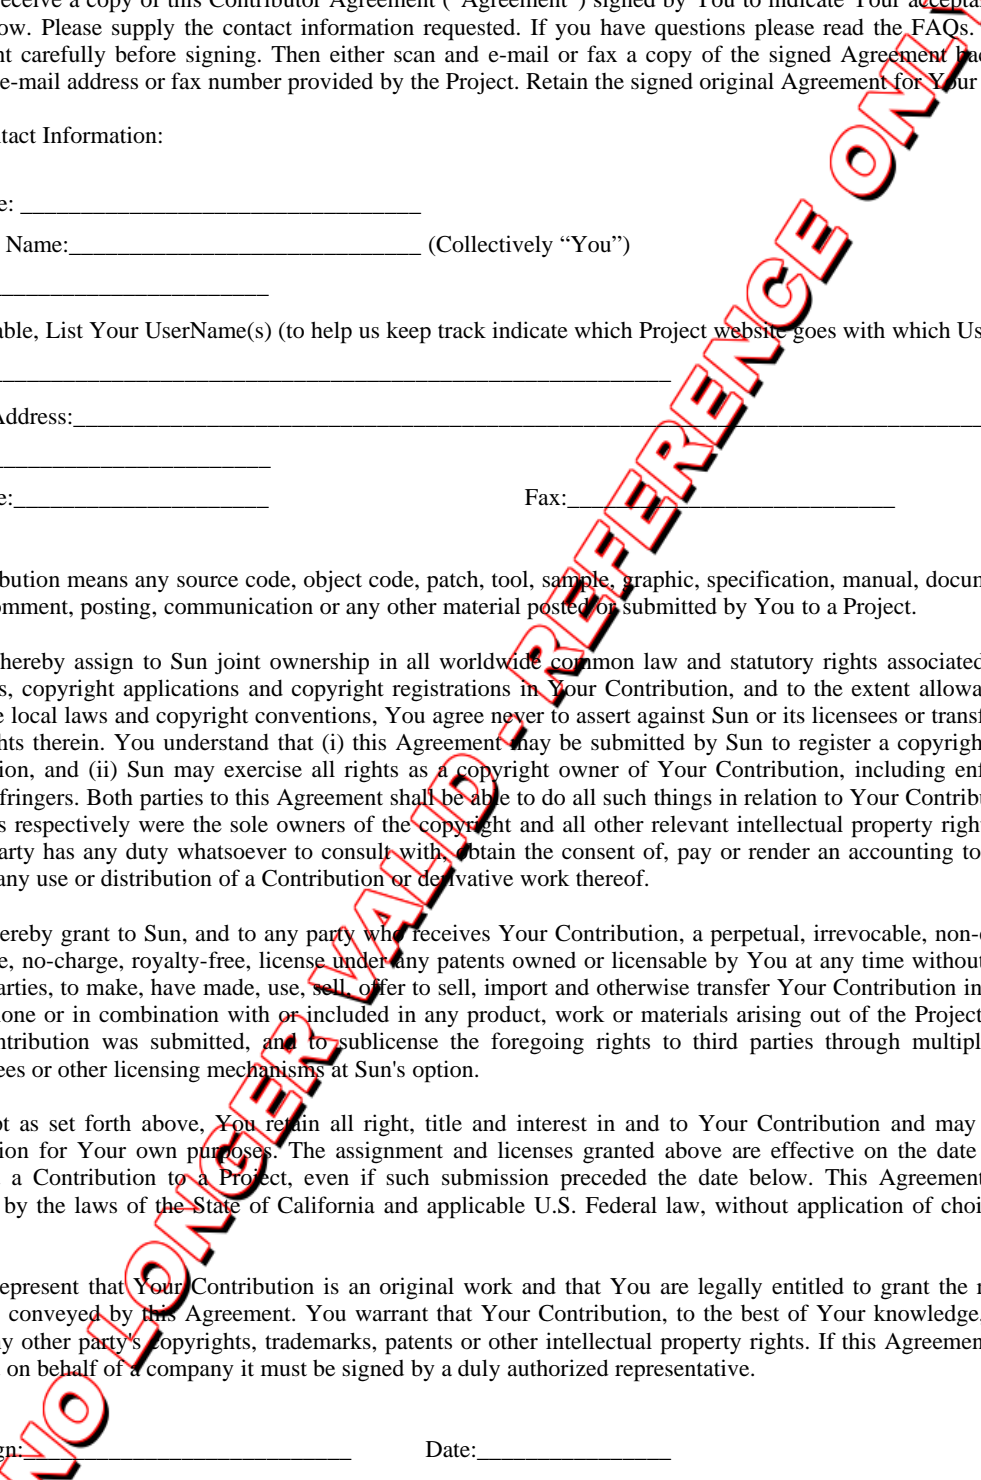 receive a copy of this Contributor Agreement ("Agreement") signed by You to indicate Your
ow. Please supply the contact information requested. If you have questions please read the FAQs.
nt carefully before signing. Then either scan and e-mail or fax a copy of the signed Agreement
e-mail address or fax number provided by the Project. Retain the signed original Agreement for Your
tact Information:
e: _________________________________
Name:_____________________________ (Collectively “You”)
______________________
able, List Your UserName(s) (to help us keep track indicate which Project website goes with which Us
_______________________________________________________
Address:___________________________________________________________________________
______________________
e:_____________________ Fax:___________________________
bution means any source code, object code, patch, tool, sample, graphic, specification, manual, docum
omment, posting, communication or any other material posted or submitted by You to a Project.
hereby assign to Sun joint ownership in all worldwide common law and statutory rights associated
s, copyright applications and copyright registrations in Your Contribution, and to the extent allowa
e local laws and copyright conventions, You agree never to assert against Sun or its licensees or transf
hts therein. You understand that (i) this Agreement may be submitted by Sun to register a copyrigh
ion, and (ii) Sun may exercise all rights as a copyright owner of Your Contribution, including enf
fringers. Both parties to this Agreement shall be able to do all such things in relation to Your Contribu
s respectively were the sole owners of the copyright and all other relevant intellectual property righ
arty has any duty whatsoever to consult with, obtain the consent of, pay or render an accounting to
any use or distribution of a Contribution or derivative work thereof.
ereby grant to Sun, and to any party who receives Your Contribution, a perpetual, irrevocable, non-
e, no-charge, royalty-free, license under any patents owned or licensable by You at any time without
arties, to make, have made, use, sell, offer to sell, import and otherwise transfer Your Contribution in
lone or in combination with or included in any product, work or materials arising out of the Project
ntribution was submitted, and to sublicense the foregoing rights to third parties through multipl
ees or other licensing mechanisms at Sun's option.
pt as set forth above, You retain all right, title and interest in and to Your Contribution and may
ion for Your own purposes. The assignment and licenses granted above are effective on the date
a Contribution to a Project, even if such submission preceded the date below. This Agreement
by the laws of the State of California and applicable U.S. Federal law, without application of choi
epresent that Your Contribution is an original work and that You are legally entitled to grant the r
conveyed by this Agreement. You warrant that Your Contribution, to the best of Your knowledge,
ny other party's copyrights, trademarks, patents or other intellectual property rights. If this Agreemen
on behalf of a company it must be signed by a duly authorized representative.
gn:___________________________ Date:________________
NO LONGER VALID - REFERENCE ONLY